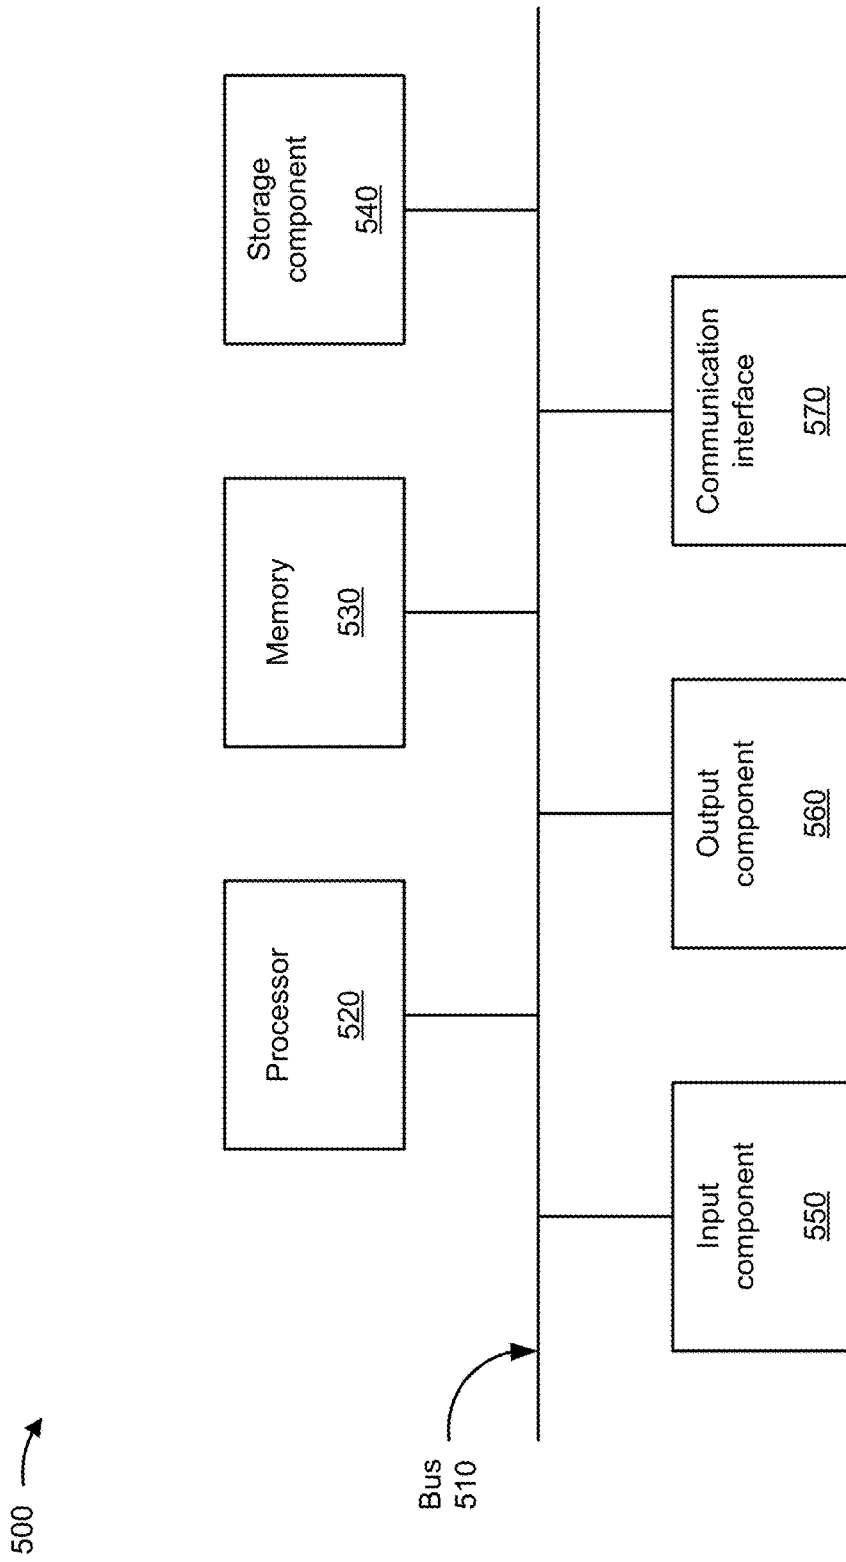 500
Processor
520
Memory
530
Storage
component
540
Bus
510
Input
component
550
Output
component
560
Communication
interface
570